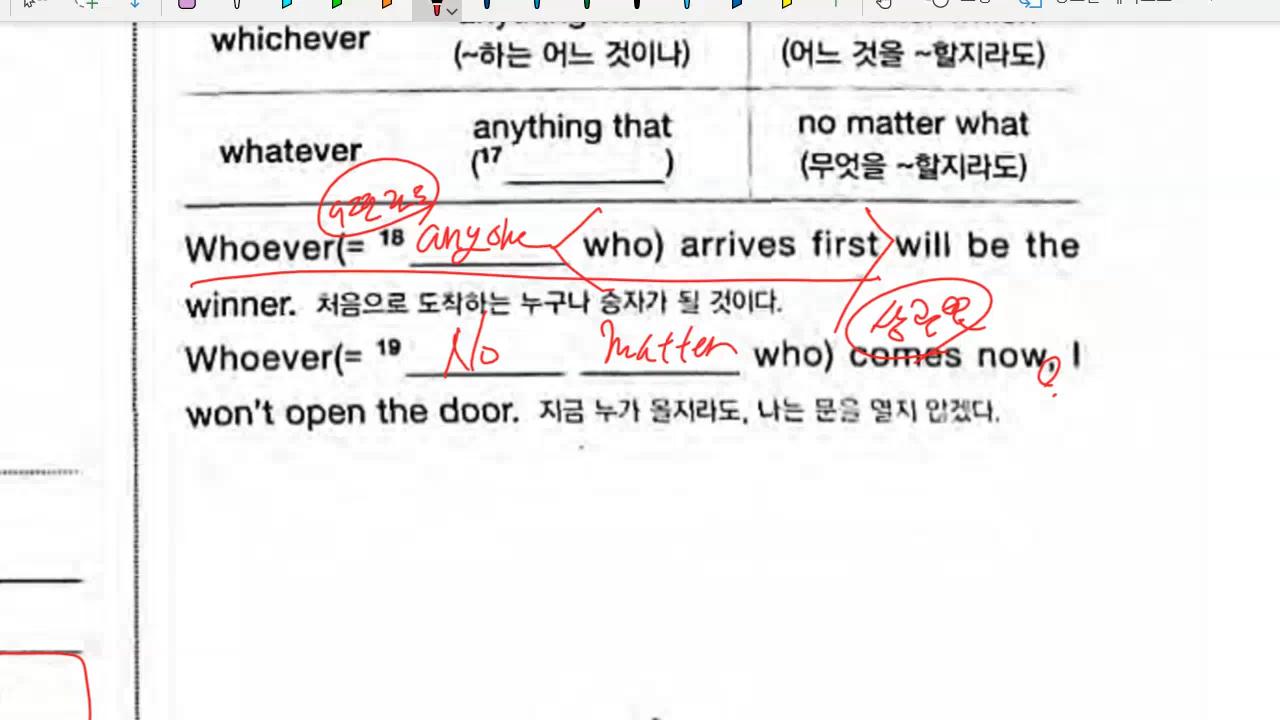 whichever
(~하는 어느 것이나)
(어느 것을 ~할지라도)
whatever
anything that
(17 ________)
no matter what
(무엇을 ~할지라도)
Whoever(= 18 anyone who) arrives first will be the
winner. 처음으로 도착하는 누구나 승자가 될 것이다.
Whoever(= 19 No matter who) comes now, I
won't open the door. 지금 누가 올지라도, 나는 문을 열지 않겠다.